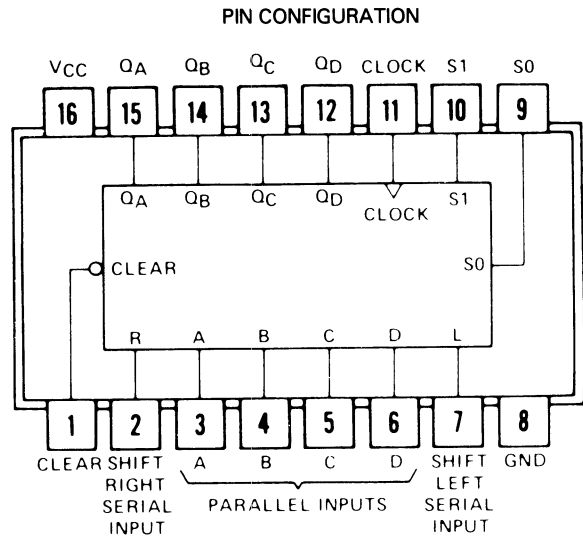 PIN CONFIGURATION
VCC QA QB QC QD CLOCK S1 S0
16 15 14 13 12 11 10 9
QA QB QC QD CLOCK S1
CLEAR S0
R A B C D L
1 2 3 4 5 6 7 8
CLEAR SHIFT RIGHT SERIAL INPUT A B C D SHIFT LEFT SERIAL INPUT GND
PARALLEL INPUTS